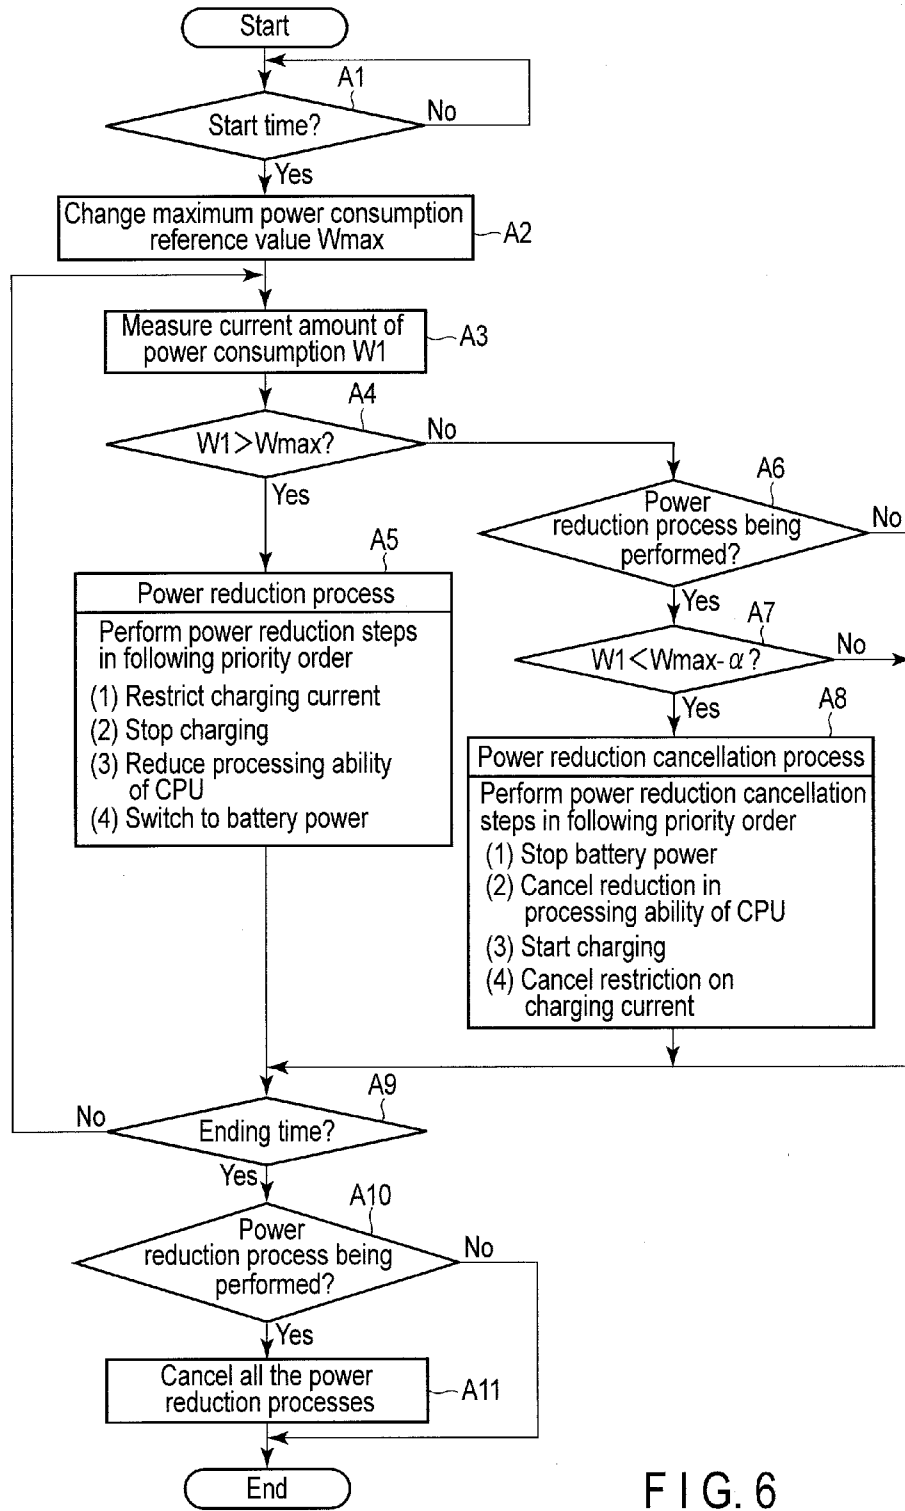 Start
A1
Start time?
No
Yes
Change maximum power consumption
reference value Wmax
A2
Measure current amount of
power consumption W1
A3
A4
W1>Wmax?
No
Yes
A6
Power
reduction process being
performed?
No
Yes
A5
Power reduction process
Perform power reduction steps
in following priority order
(1) Restrict charging current
(2) Stop charging
(3) Reduce processing ability
of CPU
(4) Switch to battery power
A7
W1<Wmax-α?
No
Yes
A8
Power reduction cancellation process
Perform power reduction cancellation
steps in following priority order
(1) Stop battery power
(2) Cancel reduction in
processing ability of CPU
(3) Start charging
(4) Cancel restriction on
charging current
A9
Ending time?
No
Yes
A10
Power
reduction process being
performed?
No
Yes
Cancel all the power
reduction processes
A11
End
FIG. 6